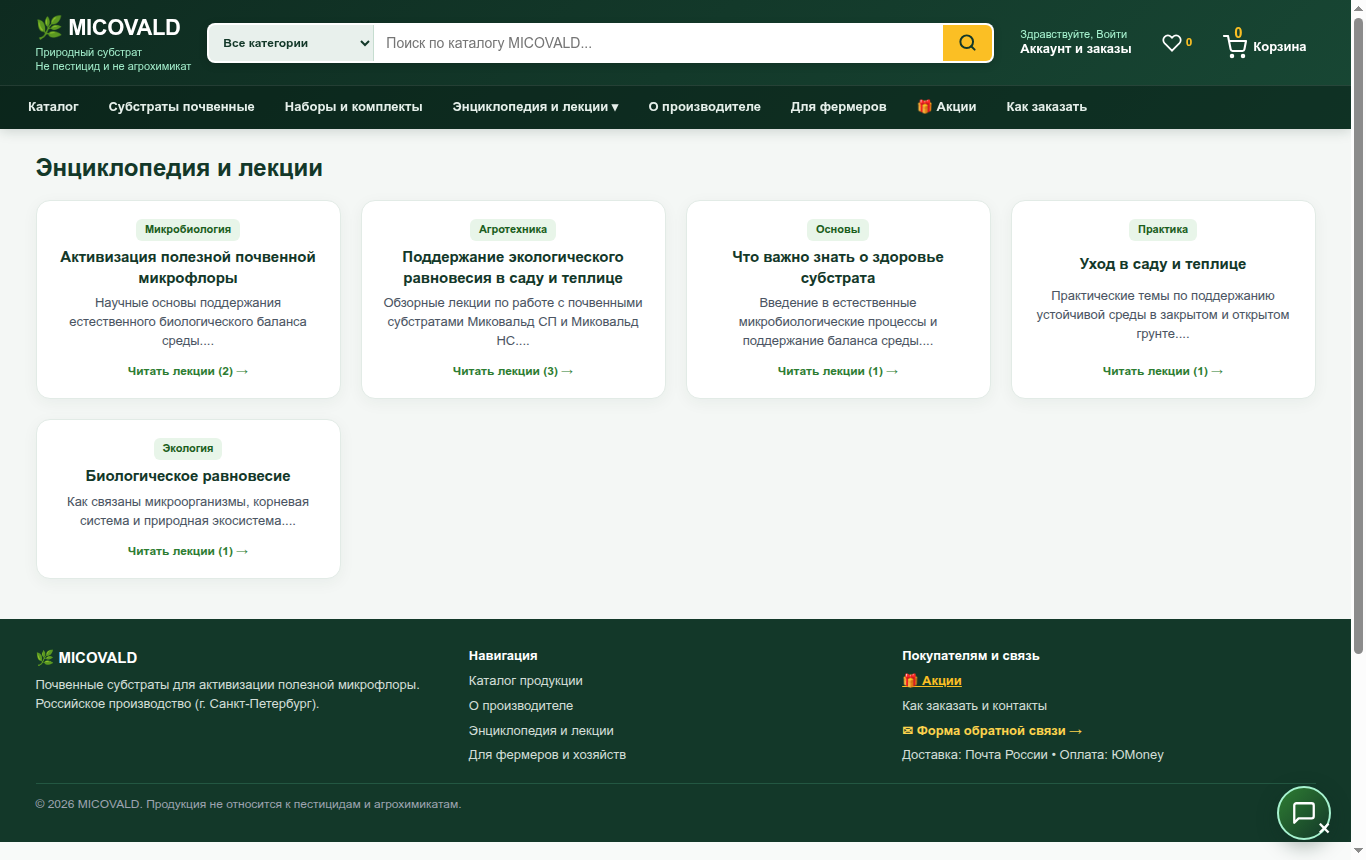 🌿 MICOVALD
Природный субстрат
Не пестицид и не агрохимикат
Все категории
Поиск по каталогу MICOVALD...
Здравствуйте, Войти
Аккаунт и заказы
0
0
Корзина
Каталог
Субстраты почвенные
Наборы и комплекты
Энциклопедия и лекции ▾
О производителе
Для фермеров
🎁 Акции
Как заказать
Энциклопедия и лекции
Микробиология
Активизация полезной почвенной
микрофлоры
Научные основы поддержания
естественного биологического баланса
среды....
Читать лекции (2) →
Агротехника
Поддержание экологического
равновесия в саду и теплице
Обзорные лекции по работе с почвенными
субстратами Миковальд СП и Миковальд
НС....
Читать лекции (3) →
Основы
Что важно знать о здоровье
субстрата
Введение в естественные
микробиологические процессы и
поддержание баланса среды....
Читать лекции (1) →
Практика
Уход в саду и теплице
Практические темы по поддержанию
устойчивой среды в закрытом и открытом
грунте....
Читать лекции (1) →
Экология
Биологическое равновесие
Как связаны микроорганизмы, корневая
система и природная экосистема....
Читать лекции (1) →
🌿 MICOVALD
Почвенные субстраты для активизации полезной микрофлоры.
Российское производство (г. Санкт-Петербург).
Навигация
Каталог продукции
О производителе
Энциклопедия и лекции
Для фермеров и хозяйств
Покупателям и связь
🎁 Акции
Как заказать и контакты
✉ Форма обратной связи →
Доставка: Почта России • Оплата: ЮMoney
© 2026 MICOVALD. Продукция не относится к пестицидам и агрохимикатам.